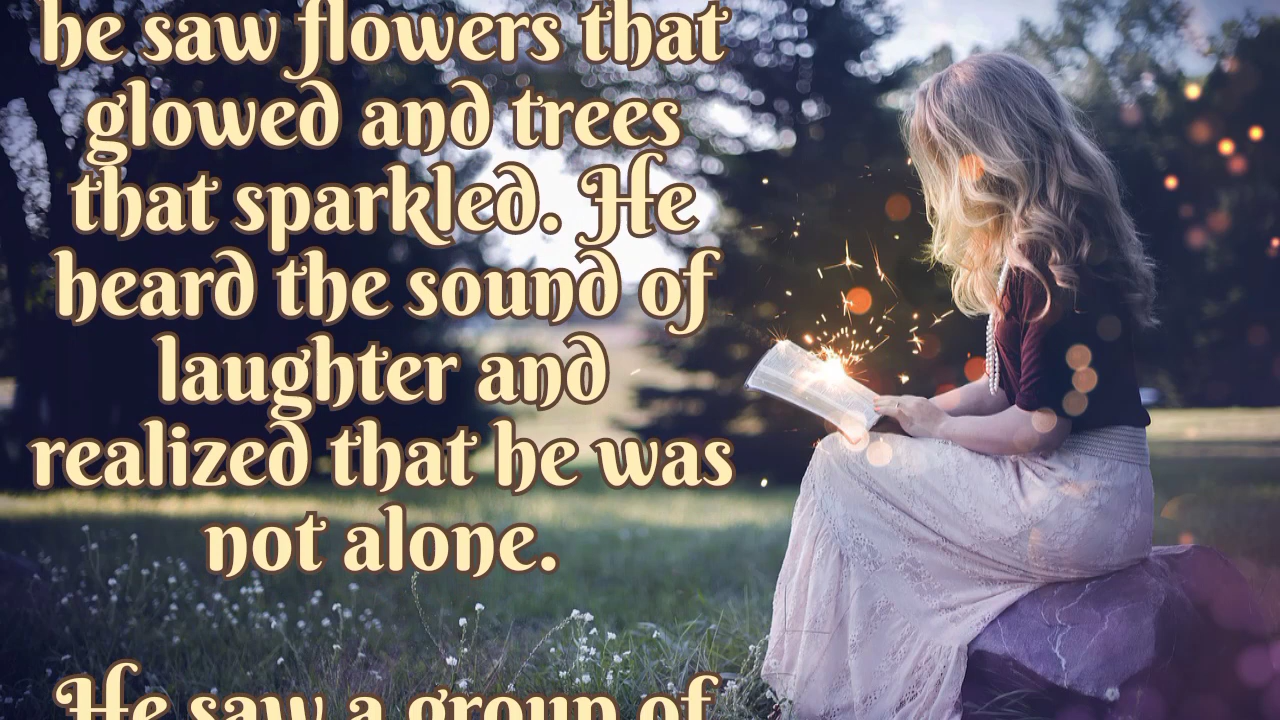 he saw flowers that
glowed and trees
that sparkled. He
heard the sound of
laughter and
realized that he was
not alone.
He saw a group of